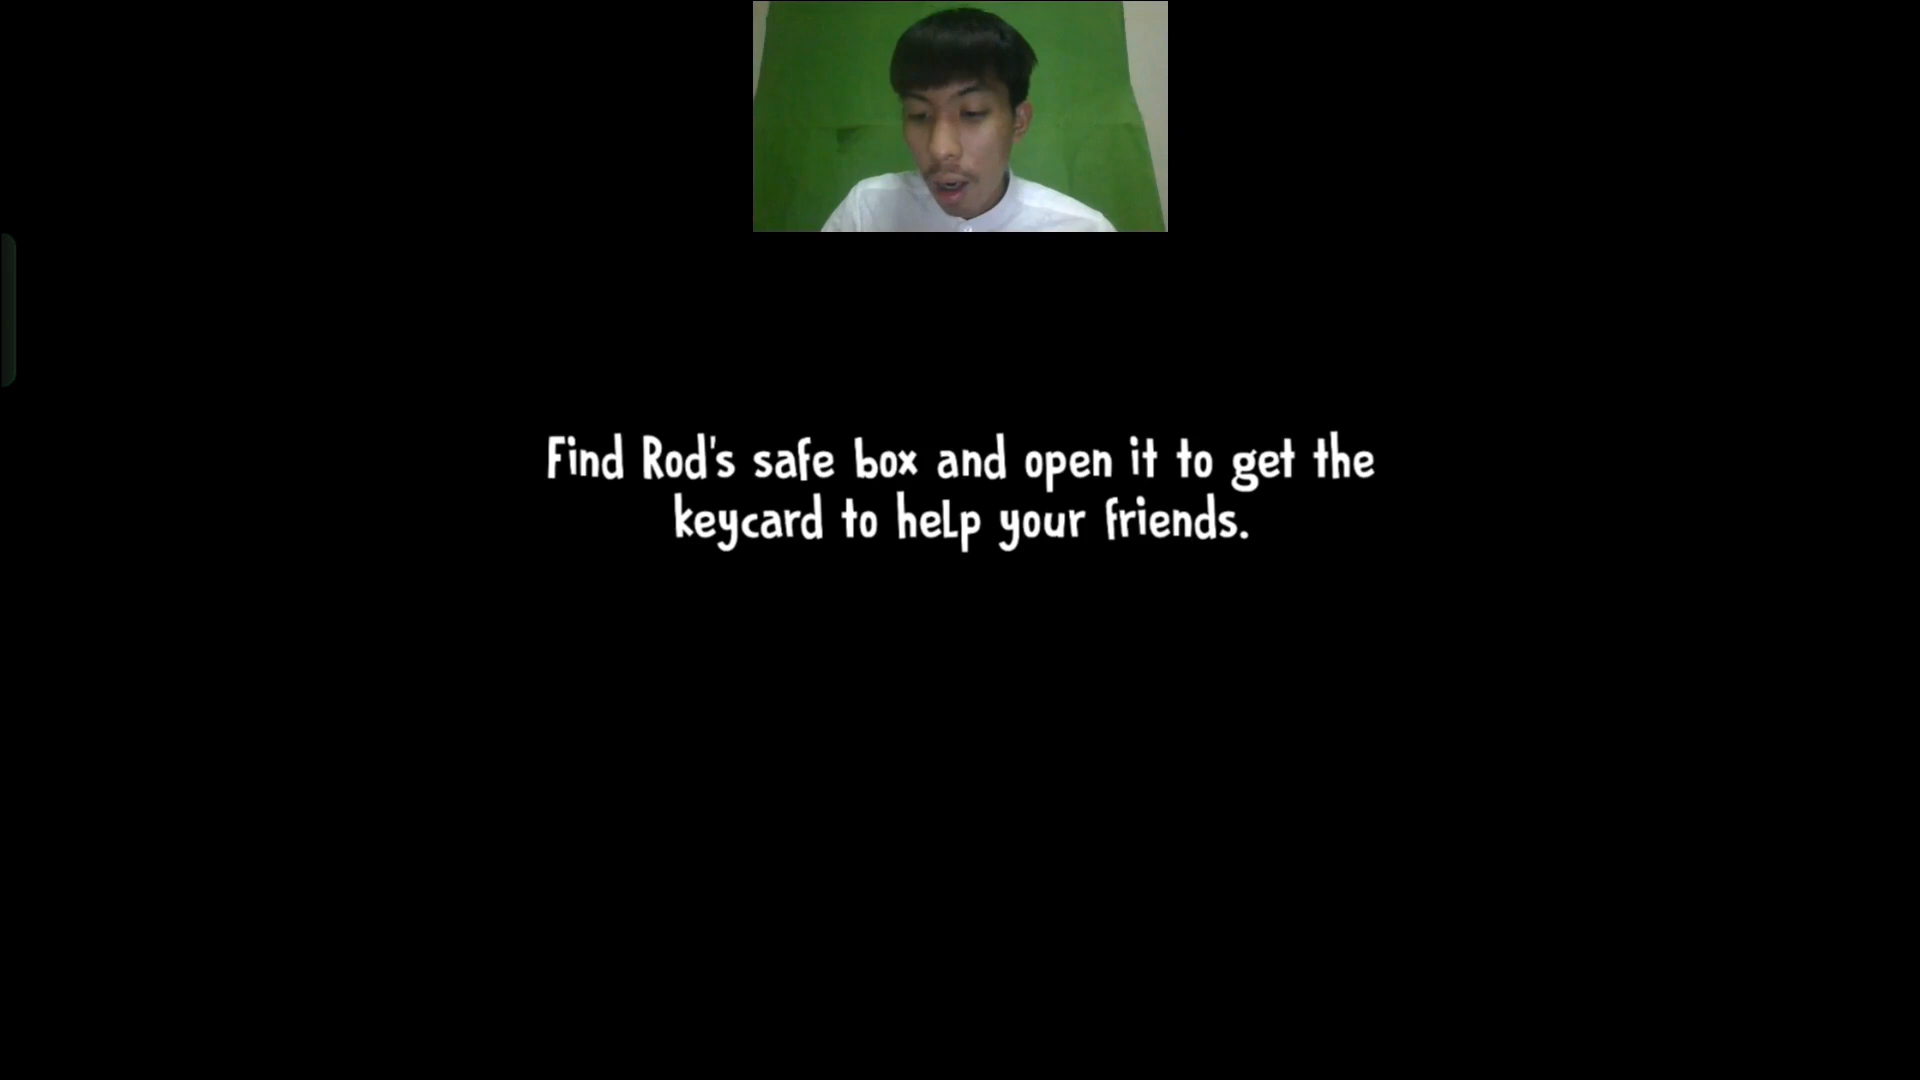 Find Rod's safe box and open it to get the
keycard to help your friends.